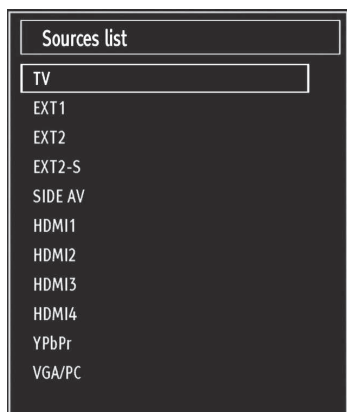 Sources list
TV
EXT1
EXT2
EXT2-S
SIDE AV
HDMI1
HDMI2
HDMI3
HDMI4
YPbPr
VGA/PC